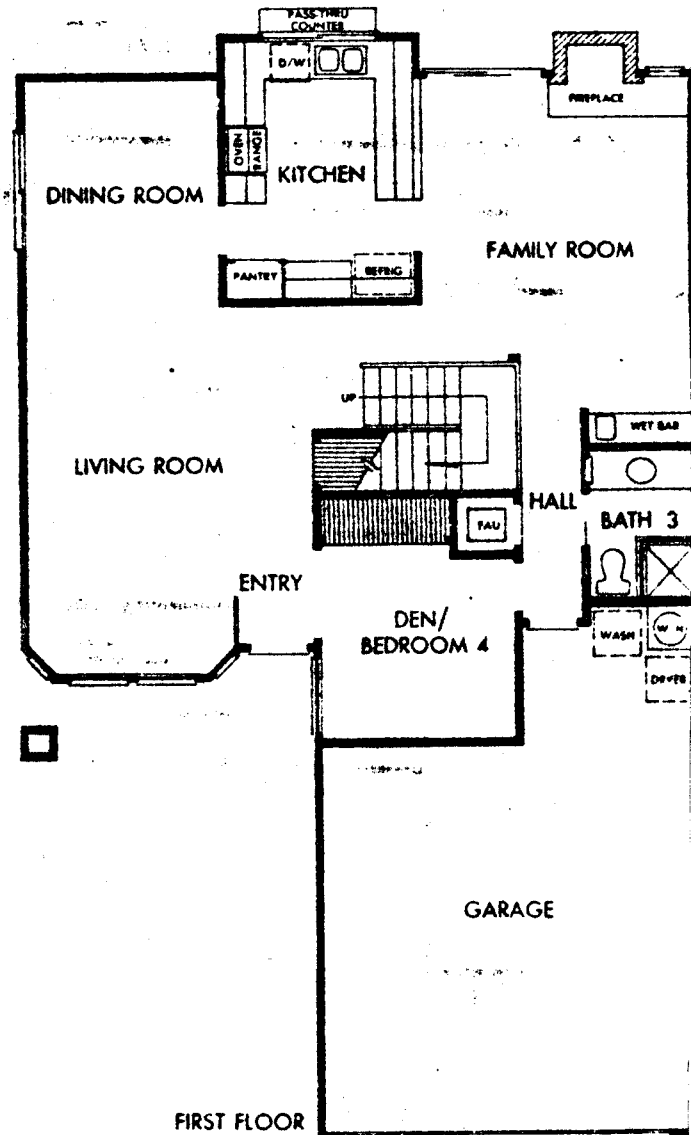 PASS-THRU
COUNTER
D/W
FIREPLACE
OVEN
RANGE
KITCHEN
DINING ROOM
FAMILY ROOM
PANTRY
REFRIG
UP
WET BAR
LIVING ROOM
HALL
BATH 3
FAU
ENTRY
DEN/
BEDROOM 4
WASH
DRYER
GARAGE
FIRST FLOOR